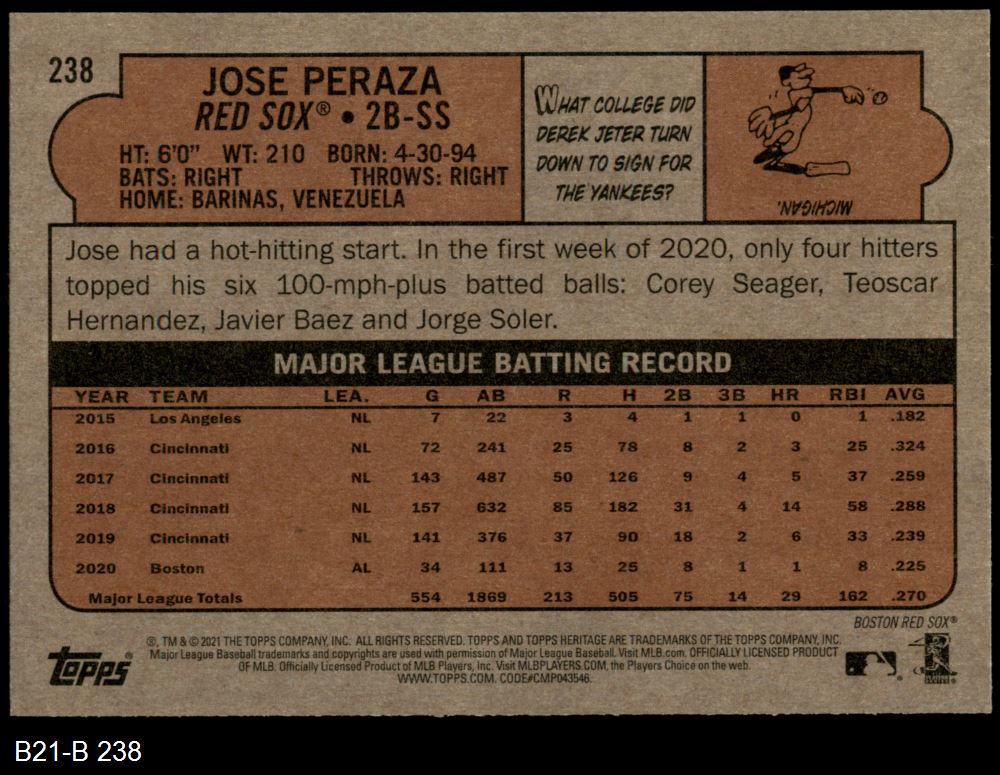 238
JOSE PERAZA
RED SOX® • 2B-SS
HT: 6'0" WT: 210 BORN: 4-30-94
BATS: RIGHT THROWS: RIGHT
HOME: BARINAS, VENEZUELA
WHAT COLLEGE DID
DEREK JETER TURN
DOWN TO SIGN FOR
THE YANKEES?
MICHIGAN.
Jose had a hot-hitting start. In the first week of 2020, only four hitters
topped his six 100-mph-plus batted balls: Corey Seager, Teoscar
Hernandez, Javier Baez and Jorge Soler.
MAJOR LEAGUE BATTING RECORD
YEAR TEAM LEA. G AB R H 2B 3B HR RBI AVG
2015 Los Angeles NL 7 22 3 4 1 1 0 1 .182
2016 Cincinnati NL 72 241 25 78 8 2 3 25 .324
2017 Cincinnati NL 143 487 50 126 9 4 5 37 .259
2018 Cincinnati NL 157 632 85 182 31 4 14 58 .288
2019 Cincinnati NL 141 376 37 90 18 2 6 33 .239
2020 Boston AL 34 111 13 25 8 1 1 8 .225
Major League Totals 554 1869 213 505 75 14 29 162 .270
BOSTON RED SOX®
Topps®
®, TM & © 2021 THE TOPPS COMPANY, INC. ALL RIGHTS RESERVED. TOPPS AND TOPPS HERITAGE ARE TRADEMARKS OF THE TOPPS COMPANY, INC.
Major League Baseball trademarks and copyrights are used with permission of Major League Baseball. Visit MLB.com. OFFICIALLY LICENSED PRODUCT
OF MLB. Officially Licensed Product of MLB Players, Inc. Visit MLBPLAYERS.COM, the Players Choice on the web.
WWW.TOPPS.COM. CODE#CMP043546.
B21-B 238